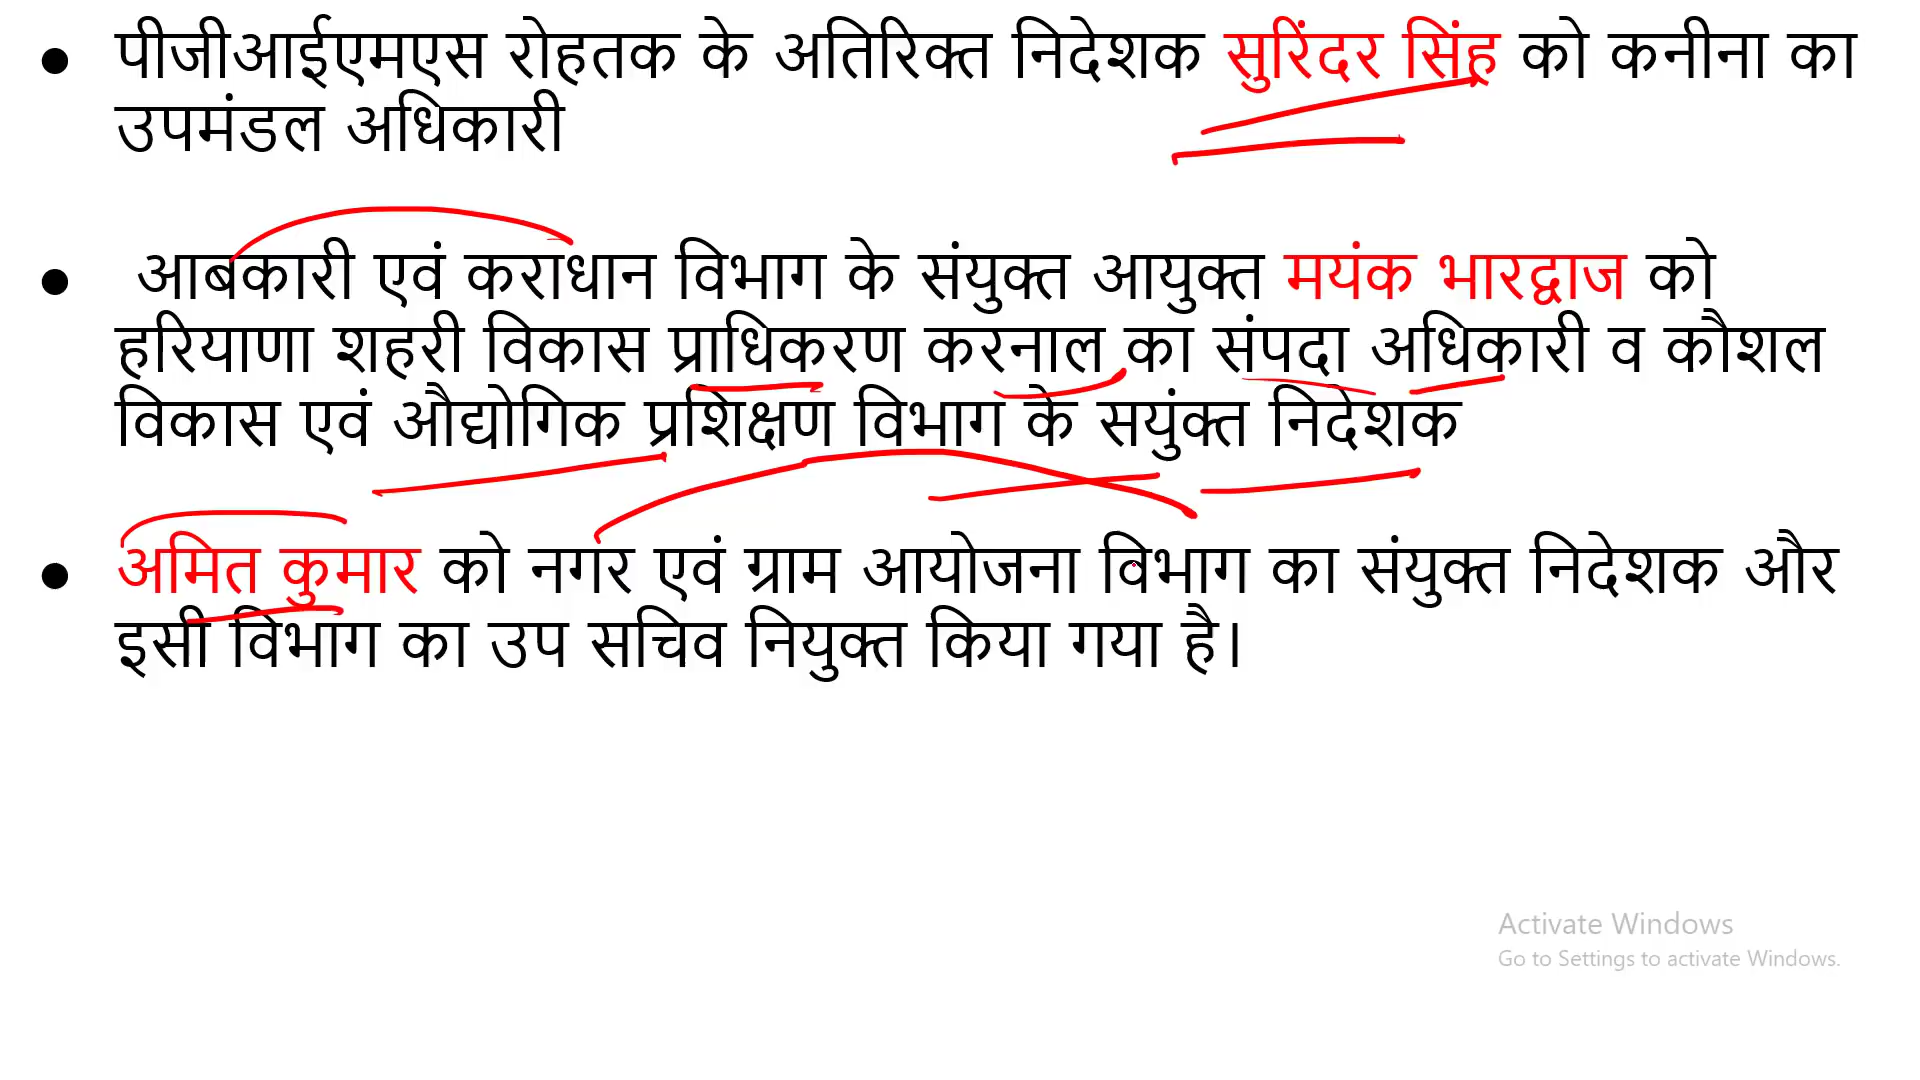 • पीजीआईएमएस रोहतक के अतिरिक्त निदेशक सुरिंदर सिंह को कनीना का
उपमंडल अधिकारी
• आबकारी एवं कराधान विभाग के संयुक्त आयुक्त मयंक भारद्वाज को
हरियाणा शहरी विकास प्राधिकरण करनाल का संपदा अधिकारी व कौशल
विकास एवं औद्योगिक प्रशिक्षण विभाग के सयुंक्त निदेशक
• अमित कुमार को नगर एवं ग्राम आयोजना विभाग का संयुक्त निदेशक और
इसी विभाग का उप सचिव नियुक्त किया गया है।
Activate Windows
Go to Settings to activate Windows.